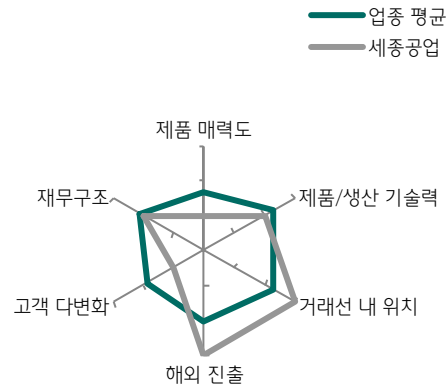 업종 평균
세종공업
제품 매력도
재무구조
제품/생산 기술력
고객 다변화
거래선 내 위치
해외 진출